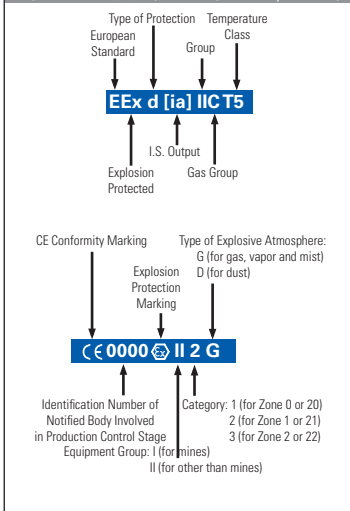 Type of Protection
Temperature
Class
European
Standard
Group
EEx d [ia] IIC T5
I.S. Output
Explosion
Protected
Gas Group
CE Conformity Marking
Type of Explosive Atmosphere:
G (for gas, vapor and mist)
D (for dust)
Explosion
Protection
Marking
CE 0000 Ex II 2 G
Identification Number of
Notified Body Involved
in Production Control Stage
Category: 1 (for Zone 0 or 20)
2 (for Zone 1 or 21)
3 (for Zone 2 or 22)
Equipment Group: I (for mines)
II (for other than mines)